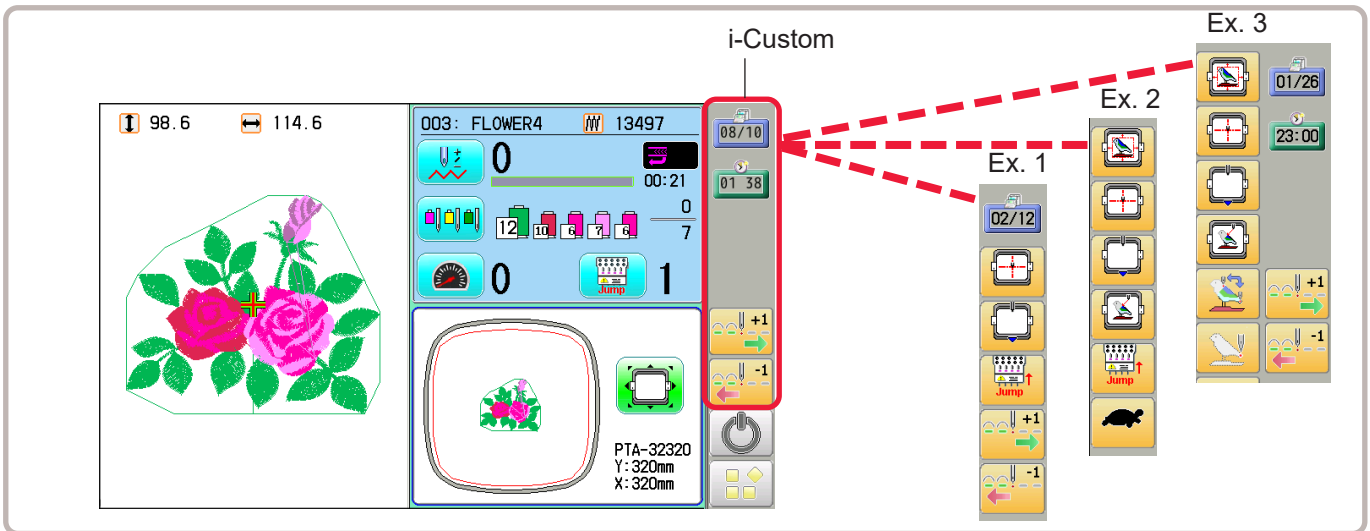 i-Custom
Ex. 3
Ex. 2
Ex. 1
98.6 114.6
003: FLOWER4 13497
0
00:21
12 10 6 7 6
0
7
0
Jump
1
PTA-32320
Y:320mm
X:320mm
08/10
01 38
+1
-1
02/12
Jump
+1
-1
Jump
01/26
23:00
+1
-1